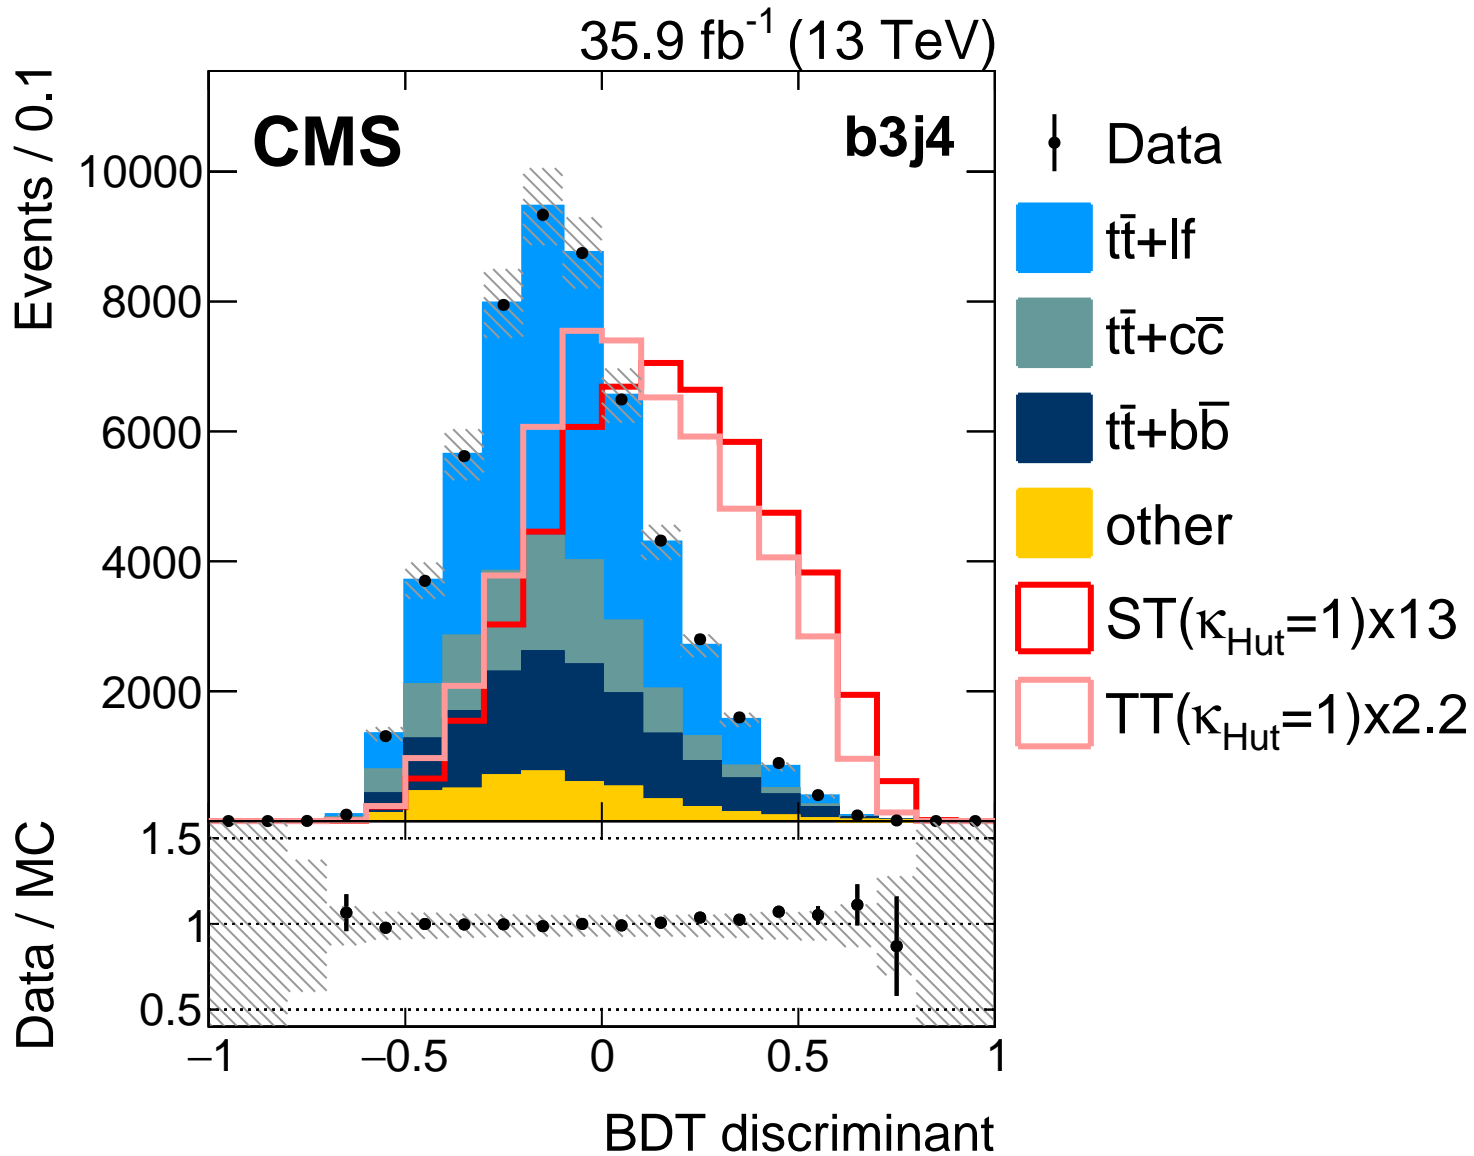 35.9 fb⁻¹ (13 TeV)
Events / 0.1
CMS
b3j4
10000
8000
6000
4000
2000
Data
tt̄+lf
tt̄+cc̄
tt̄+bb̄
other
ST(κ_Hut=1)x13
TT(κ_Hut=1)x2.2
Data / MC
1.5
1
0.5
−1
−0.5
0
0.5
1
BDT discriminant